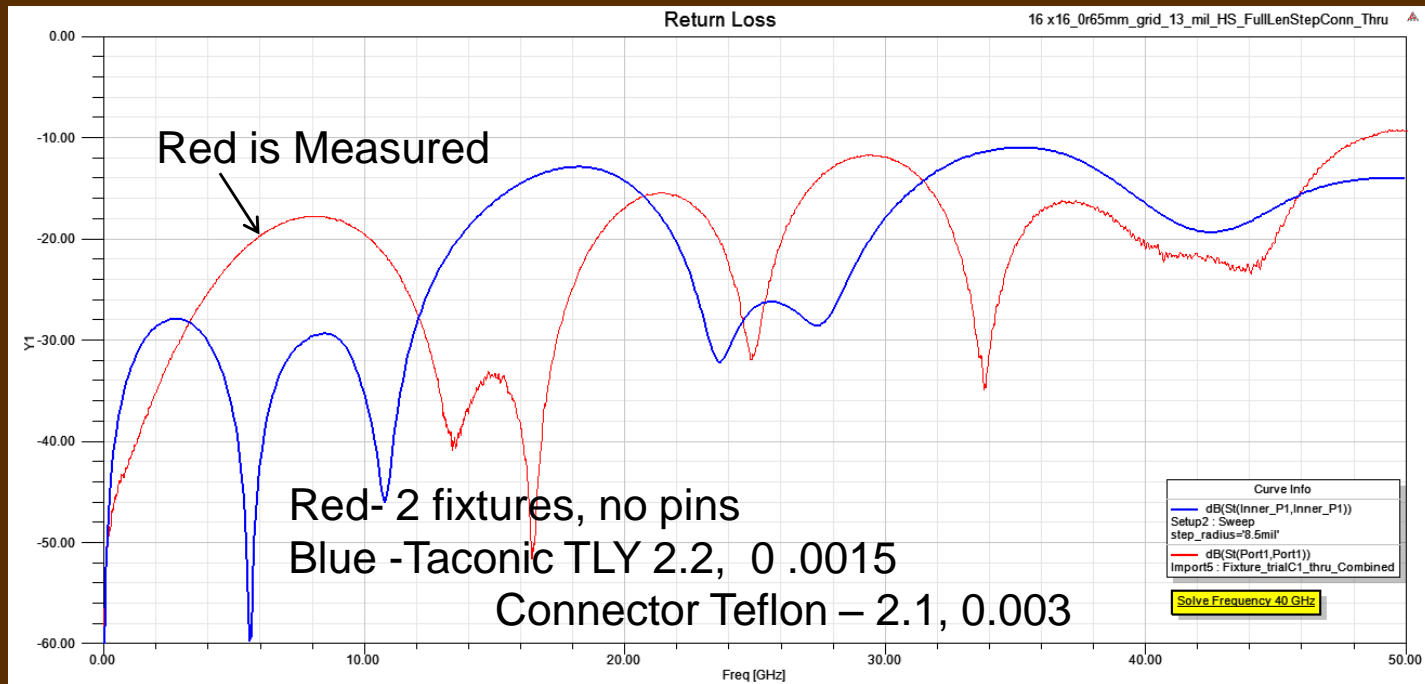 Return Loss
16 x16_0r65mm_grid_13_mil_HS_FullLenStepConn_Thru
0.00
-10.00
-20.00
-30.00
-40.00
-50.00
-60.00
Y1
Red is Measured
Red- 2 fixtures, no pins
Blue -Taconic TLY 2.2, 0 .0015
Connector Teflon – 2.1, 0.003
Curve Info
dB(St(Inner_P1,Inner_P1))
Setup2 : Sweep
step_radius='8.5mil'
dB(St(Port1,Port1))
Import5 : Fixture_trialC1_thru_Combined
Solve Frequency 40 GHz
0.00 10.00 20.00 30.00 40.00 50.00
Freq [GHz]